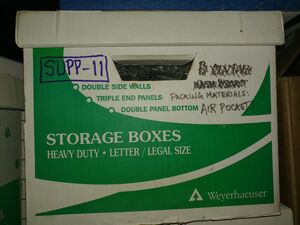 SUPP-11
DOUBLE SIDE WALLS
TRIPLE END PANELS
DOUBLE PANEL BOTTOM
PACKING MATERIALS:
AIR POCKETS
STORAGE BOXES
HEAVY DUTY • LETTER / LEGAL SIZE
Weyerhaeuser